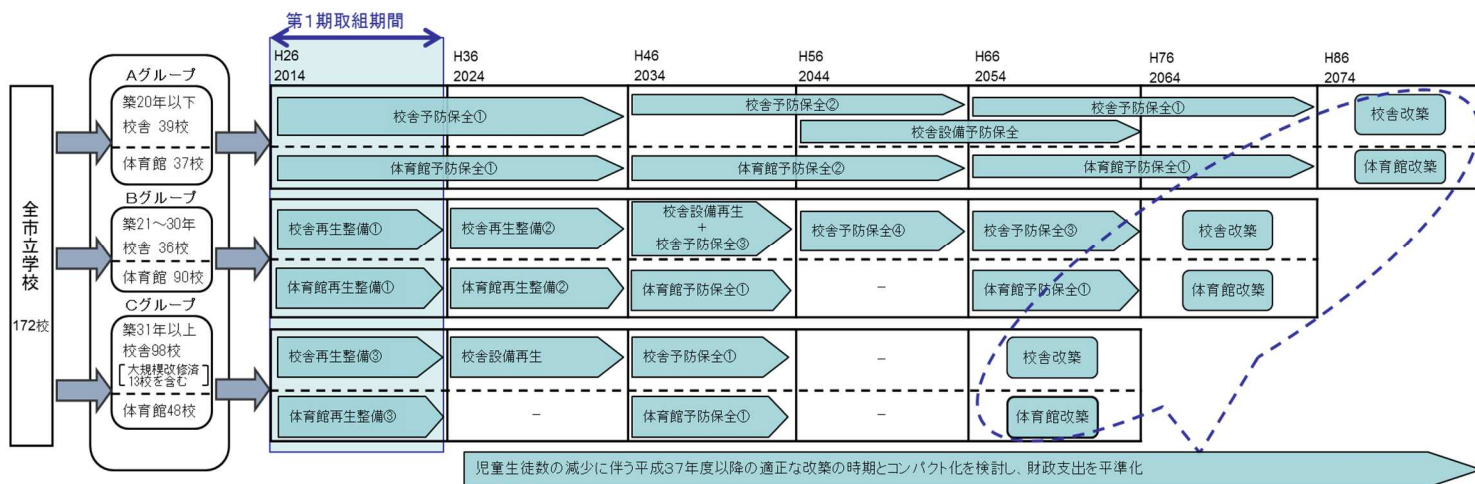 第1期取組期間
H26
2014
H36
2024
H46
2034
H56
2044
H66
2054
H76
2064
H86
2074
全市立学校
172校
Aグループ
築20年以下
校舎 39校
体育館 37校
校舎予防保全①
校舎予防保全②
校舎設備予防保全
校舎予防保全①
校舎改築
体育館予防保全①
体育館予防保全②
体育館予防保全①
体育館改築
Bグループ
築21~30年
校舎 36校
体育館 90校
校舎再生整備①
校舎再生整備②
校舎設備再生
+
校舎予防保全③
校舎予防保全④
校舎予防保全③
校舎改築
体育館再生整備①
体育館再生整備②
体育館予防保全①
-
体育館予防保全①
体育館改築
Cグループ
築31年以上
校舎98校
[大規模改修済
13校を含む]
体育館48校
校舎再生整備③
校舎設備再生
校舎予防保全①
-
校舎改築
体育館再生整備③
-
体育館予防保全①
-
体育館改築
児童生徒数の減少に伴う平成37年度以降の適正な改築の時期とコンパクト化を検討し、財政支出を平準化